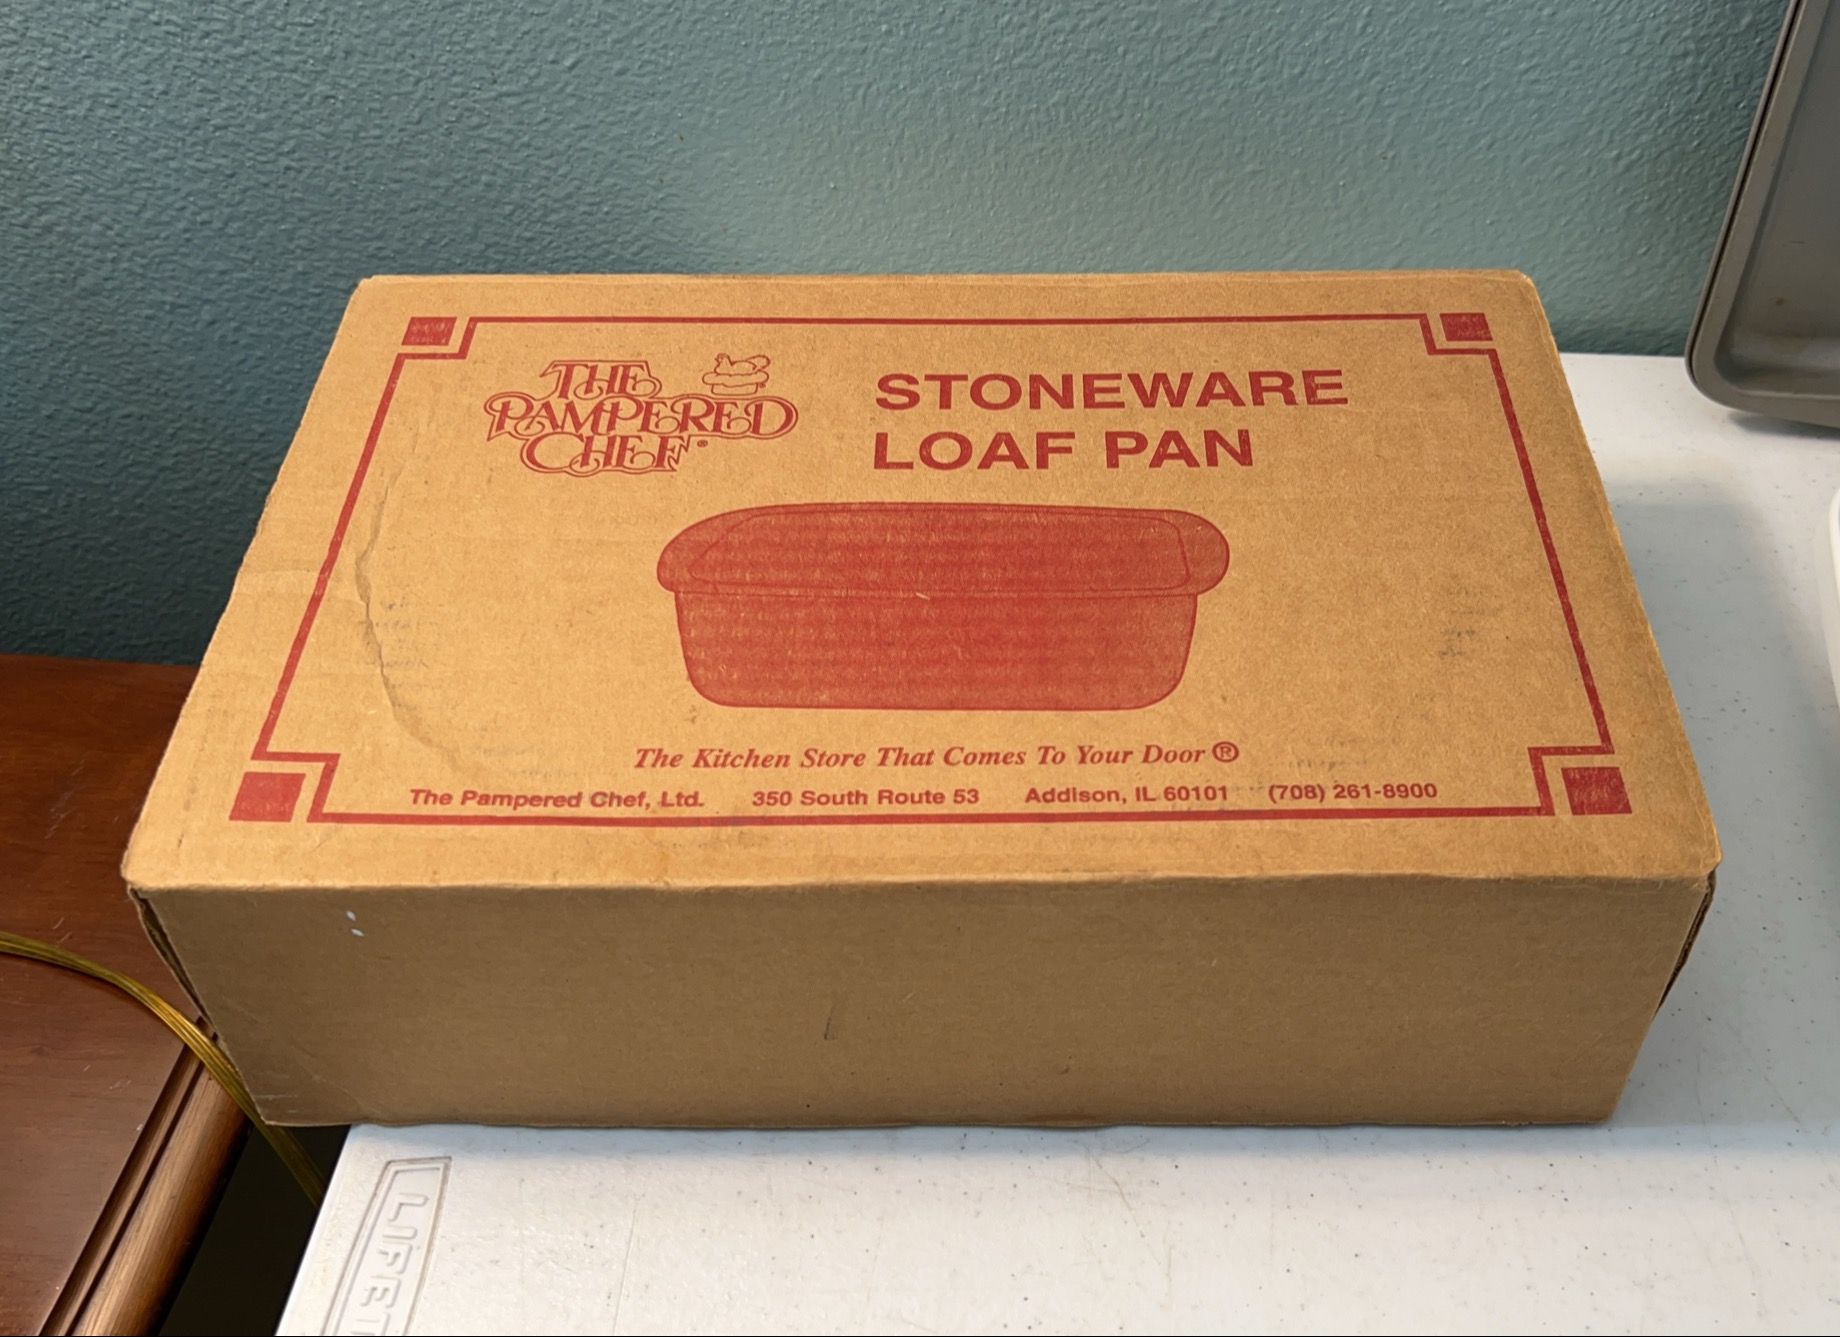 THE
PAMPERED
CHEF®
STONEWARE
LOAF PAN
The Kitchen Store That Comes To Your Door ®
The Pampered Chef, Ltd. 350 South Route 53 Addison, IL 60101 (708) 261-8900
LIFET